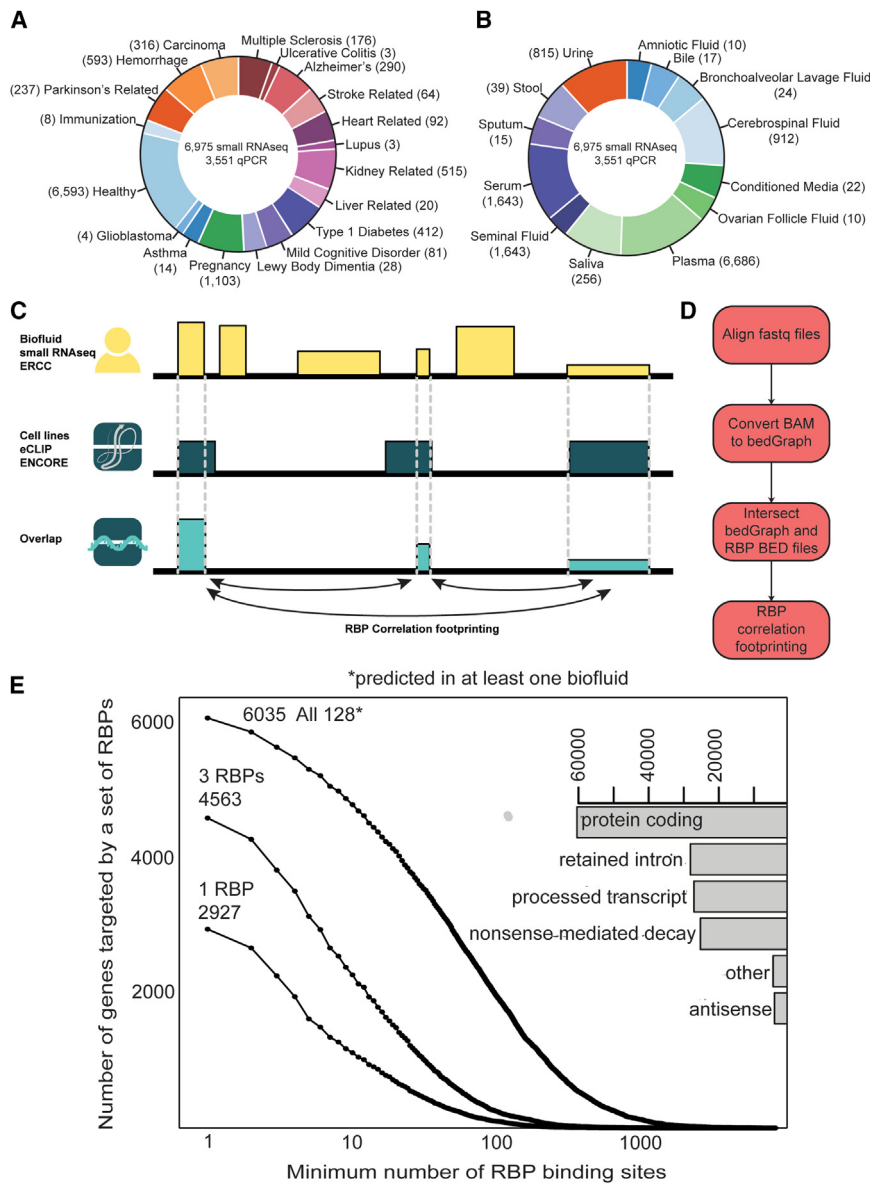 A
(316) Carcinoma
(593) Hemorrhage
(237) Parkinson's Related
(8) Immunization
(6,593) Healthy
(4) Glioblastoma
Asthma
(14)
Pregnancy
(1,103)
Multiple Sclerosis (176)
Ulcerative Colitis (3)
Alzheimer's (290)
Stroke Related (64)
Heart Related (92)
Lupus (3)
Kidney Related (515)
Liver Related (20)
Type 1 Diabetes (412)
Mild Cognitive Disorder (81)
Lewy Body Dimentia (28)
6,975 small RNAseq
3,551 qPCR
B
(815) Urine
(39) Stool
Sputum
(15)
Serum
(1,643)
Seminal Fluid
(1,643)
Saliva
(256)
Amniotic Fluid (10)
Bile (17)
Bronchoalveolar Lavage Fluid
(24)
Cerebrospinal Fluid
(912)
Conditioned Media (22)
Ovarian Follicle Fluid (10)
Plasma (6,686)
6,975 small RNAseq
3,551 qPCR
C
Biofluid
small RNAseq
ERCC
Cell lines
eCLIP
ENCORE
Overlap
RBP Correlation footprinting
D
Align fastq files
Convert BAM
to bedGraph
Intersect
bedGraph and
RBP BED files
RBP
correlation
footprinting
E
*predicted in at least one biofluid
Number of genes targeted by a set of RBPs
6000
4000
2000
6035 All 128*
3 RBPs
4563
1 RBP
2927
60000
40000
20000
protein coding
retained intron
processed transcript
nonsense-mediated decay
other
antisense
1
10
100
1000
Minimum number of RBP binding sites